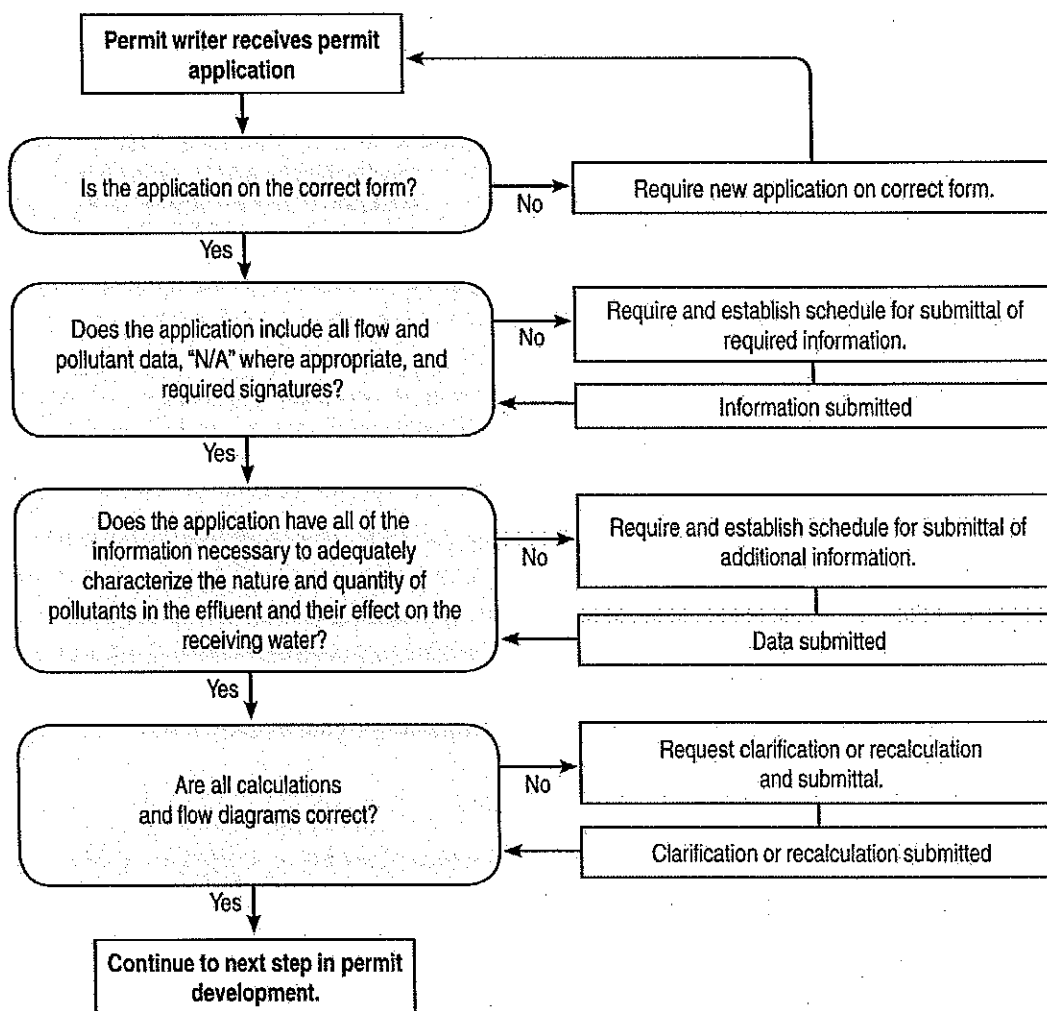 Permit writer receives permit
application
Is the application on the correct form?
No
Require new application on correct form.
Yes
Does the application include all flow and
pollutant data, “N/A” where appropriate, and
required signatures?
No
Require and establish schedule for submittal of
required information.
Information submitted
Yes
Does the application have all of the
information necessary to adequately
characterize the nature and quantity of
pollutants in the effluent and their effect on the
receiving water?
No
Require and establish schedule for submittal of
additional information.
Data submitted
Yes
Are all calculations
and flow diagrams correct?
No
Request clarification or recalculation
and submittal.
Clarification or recalculation submitted
Yes
Continue to next step in permit
development.